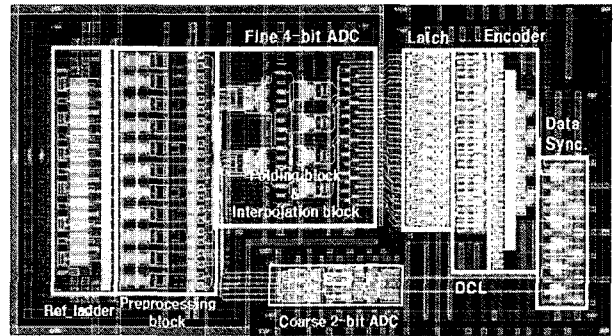 Fine 4-bit ADC
Latch
Encoder
Data
Sync.
Folding block
&
Interpolation block
Ref. ladder
Preprocessing
block
Coarse 2-bit ADC
DCL